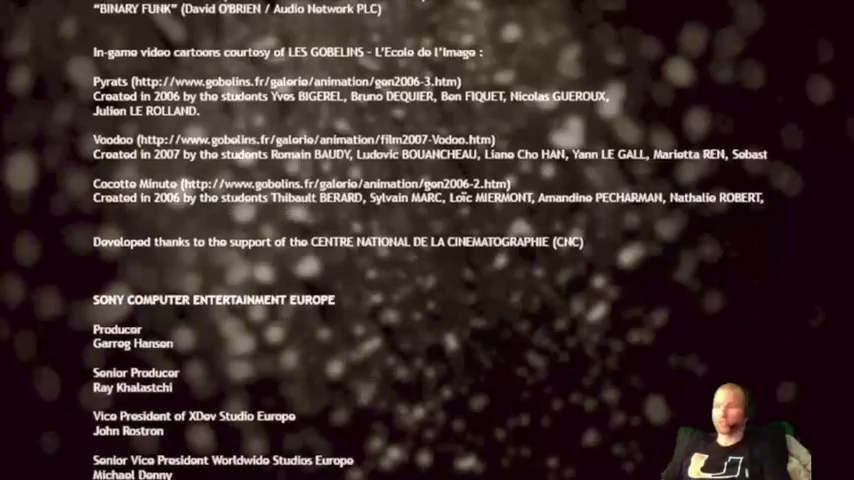 “BINARY FUNK” (David O'BRIEN / Audio Network PLC)
In-game video cartoons courtesy of LES GOBELINS - L'Ecole de l'Image :
Pyrats (http://www.gobelins.fr/galerie/animation/gen2006-3.htm)
Created in 2006 by the students Yves BIGEREL, Bruno DEQUIER, Ben FIQUET, Nicolas GUEROUX,
Julien LE ROLLAND.
Voodoo (http://www.gobelins.fr/galerie/animation/film2007-Vodoo.htm)
Created in 2007 by the students Romain BAUDY, Ludovic BOUANCHEAU, Liane Cho HAN, Yann LE GALL, Marietta REN, Sebast
Cocotte Minute (http://www.gobelins.fr/galerie/animation/gen2006-2.htm)
Created in 2006 by the students Thibault BERARD, Sylvain MARC, Loïc MIERMONT, Amandine PECHARMAN, Nathalie ROBERT,
Developed thanks to the support of the CENTRE NATIONAL DE LA CINEMATOGRAPHIE (CNC)
SONY COMPUTER ENTERTAINMENT EUROPE
Producer
Garreg Hansen
Senior Producer
Ray Khalastchi
Vice President of XDev Studio Europe
John Rostron
Senior Vice President Worldwide Studios Europe
Michael Denny
U